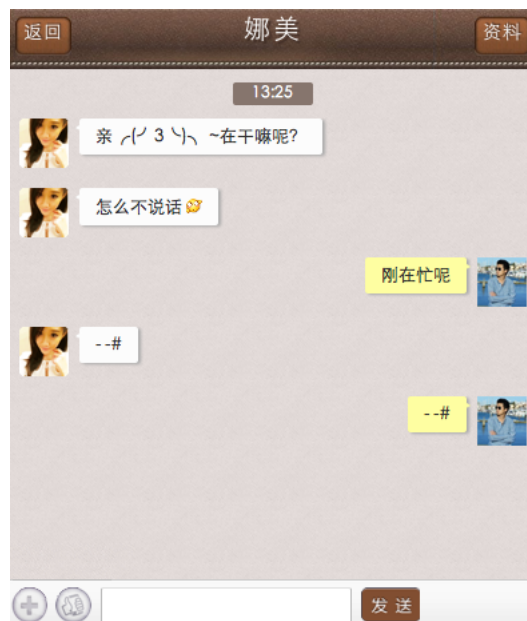 返回
娜美
资料
13:25
亲╭(╯3╰)╮~在干嘛呢?
怎么不说话
刚在忙呢
--#
--#
发送